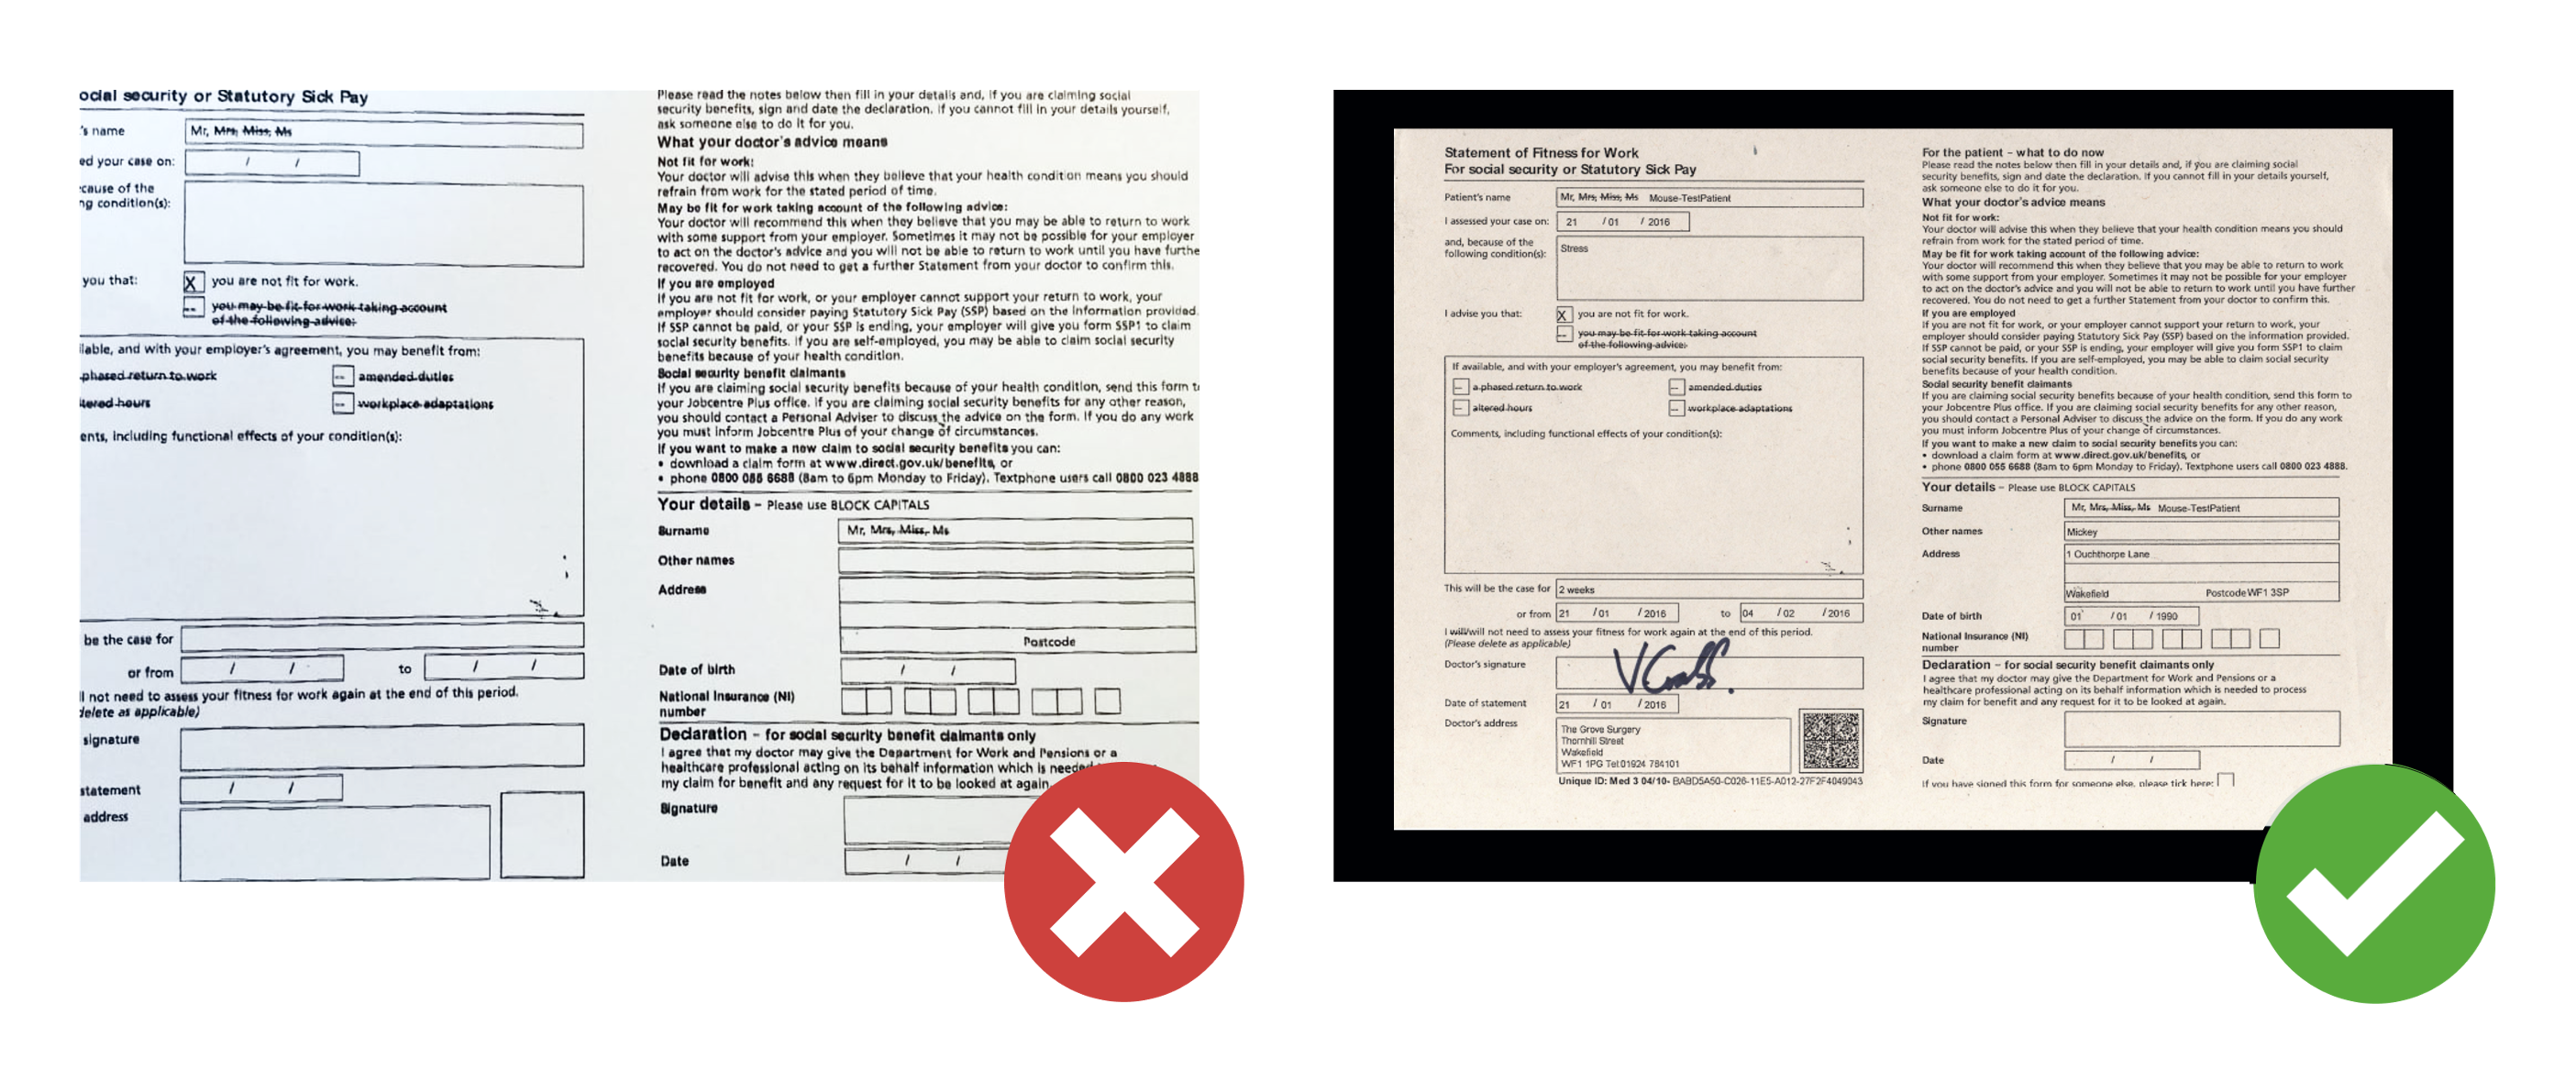 ocial security or Statutory Sick Pay
's name Mr, Mrs, Miss, Ms
ed your case on: / /
cause of the
ng condition(s):
you that: X you are not fit for work.
-- you may be fit for work taking account
of the following advice:
lable, and with your employer's agreement, you may benefit from:
phased return to work -- amended duties
ltered hours -- workplace adaptations
ents, including functional effects of your condition(s):
be the case for
or from / / to / /
l not need to assess your fitness for work again at the end of this period.
delete as applicable)
signature
statement / /
address
Please read the notes below then fill in your details and, if you are claiming social
security benefits, sign and date the declaration. If you cannot fill in your details yourself,
ask someone else to do it for you.
What your doctor's advice means
Not fit for work:
Your doctor will advise this when they believe that your health condition means you should
refrain from work for the stated period of time.
May be fit for work taking account of the following advice:
Your doctor will recommend this when they believe that you may be able to return to work
with some support from your employer. Sometimes it may not be possible for your employer
to act on the doctor's advice and you will not be able to return to work until you have furthe
recovered. You do not need to get a further Statement from your doctor to confirm this.
If you are employed
If you are not fit for work, or your employer cannot support your return to work, your
employer should consider paying Statutory Sick Pay (SSP) based on the information provided.
If SSP cannot be paid, or your SSP is ending, your employer will give you form SSP1 to claim
social security benefits. If you are self-employed, you may be able to claim social security
benefits because of your health condition.
Social security benefit claimants
If you are claiming social security benefits because of your health condition, send this form t
your Jobcentre Plus office. If you are claiming social security benefits for any other reason,
you should contact a Personal Adviser to discuss the advice on the form. If you do any work
you must inform Jobcentre Plus of your change of circumstances.
If you want to make a new claim to social security benefits you can:
• download a claim form at www.direct.gov.uk/benefits, or
• phone 0800 055 6688 (8am to 6pm Monday to Friday). Textphone users call 0800 023 4888
Your details – Please use BLOCK CAPITALS
Surname Mr, Mrs, Miss, Ms
Other names
Address
Postcode
Date of birth / /
National Insurance (NI)
number
Declaration – for social security benefit claimants only
I agree that my doctor may give the Department for Work and Pensions or a
healthcare professional acting on its behalf information which is needed
my claim for benefit and any request for it to be looked at again.
Signature
Date / /
Statement of Fitness for Work
For social security or Statutory Sick Pay
Patient's name Mr, Mrs, Miss, Ms Mouse-TestPatient
I assessed your case on: 21 / 01 / 2016
and, because of the
following condition(s): Stress
I advise you that: X you are not fit for work.
-- you may be fit for work taking account
of the following advice:
If available, and with your employer's agreement, you may benefit from:
-- a phased return to work -- amended duties
-- altered hours -- workplace adaptations
Comments, including functional effects of your condition(s):
This will be the case for 2 weeks
or from 21 / 01 / 2016 to 04 / 02 / 2016
I will/will not need to assess your fitness for work again at the end of this period.
(Please delete as applicable)
Doctor's signature
Date of statement 21 / 01 / 2016
Doctor's address The Grove Surgery
Thornhill Street
Wakefield
WF1 1PG Tel:01924 784101
Unique ID: Med 3 04/10- BABD5A50-C026-11E5-A012-27F2F4049043
For the patient – what to do now
Please read the notes below then fill in your details and, if you are claiming social
security benefits, sign and date the declaration. If you cannot fill in your details yourself,
ask someone else to do it for you.
What your doctor's advice means
Not fit for work:
Your doctor will advise this when they believe that your health condition means you should
refrain from work for the stated period of time.
May be fit for work taking account of the following advice:
Your doctor will recommend this when they believe that you may be able to return to work
with some support from your employer. Sometimes it may not be possible for your employer
to act on the doctor's advice and you will not be able to return to work until you have further
recovered. You do not need to get a further Statement from your doctor to confirm this.
If you are employed
If you are not fit for work, or your employer cannot support your return to work, your
employer should consider paying Statutory Sick Pay (SSP) based on the information provided.
If SSP cannot be paid, or your SSP is ending, your employer will give you form SSP1 to claim
social security benefits. If you are self-employed, you may be able to claim social security
benefits because of your health condition.
Social security benefit claimants
If you are claiming social security benefits because of your health condition, send this form to
your Jobcentre Plus office. If you are claiming social security benefits for any other reason,
you should contact a Personal Adviser to discuss the advice on the form. If you do any work
you must inform Jobcentre Plus of your change of circumstances.
If you want to make a new claim to social security benefits you can:
• download a claim form at www.direct.gov.uk/benefits, or
• phone 0800 055 6688 (8am to 6pm Monday to Friday). Textphone users call 0800 023 4888.
Your details – Please use BLOCK CAPITALS
Surname Mr, Mrs, Miss, Ms Mouse-TestPatient
Other names Mickey
Address 1 Ouchthorpe Lane
Wakefield Postcode WF1 3SP
Date of birth 01 / 01 / 1990
National Insurance (NI)
number
Declaration – for social security benefit claimants only
I agree that my doctor may give the Department for Work and Pensions or a
healthcare professional acting on its behalf information which is needed to process
my claim for benefit and any request for it to be looked at again.
Signature
Date / /
If you have signed this form for someone else, please tick here: